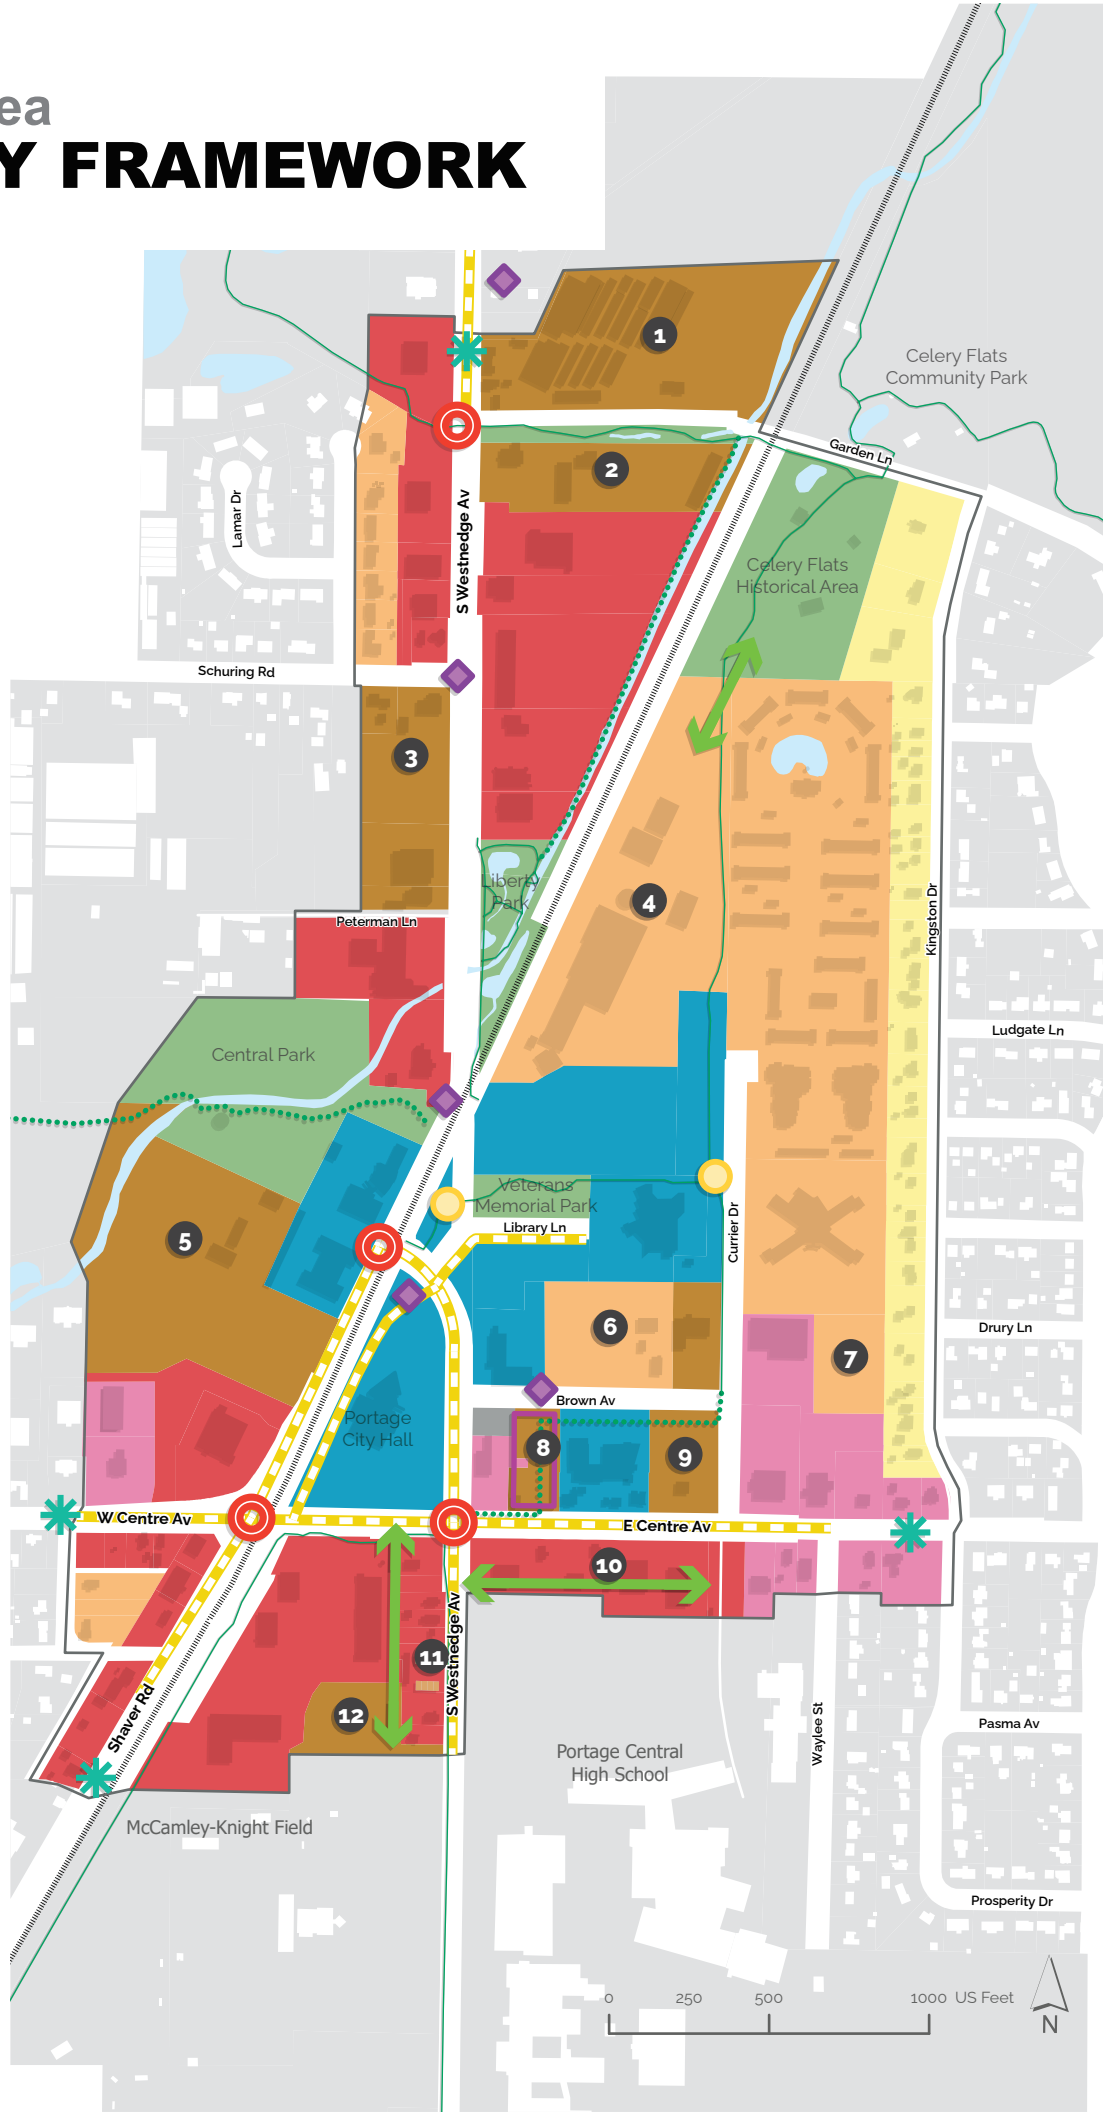 ea
Y FRAMEWORK
1
Celery Flats
Community Park
Garden Ln
2
Lamar Dr
S Westnedge Av
Celery Flats
Historical Area
Schuring Rd
3
Liberty
Park
4
Kingston Dr
Peterman Ln
Central Park
Ludgate Ln
Veterans
Memorial Park
Library Ln
Currier Dr
5
6
7
Drury Ln
Brown Av
Portage
City Hall
8
9
W Centre Av
E Centre Av
10
11
S Westnedge Av
12
Shaver Rd
Waylee St
Pasma Av
Portage Central
High School
McCamley-Knight Field
Prosperity Dr
0 250 500 1000 US Feet
N